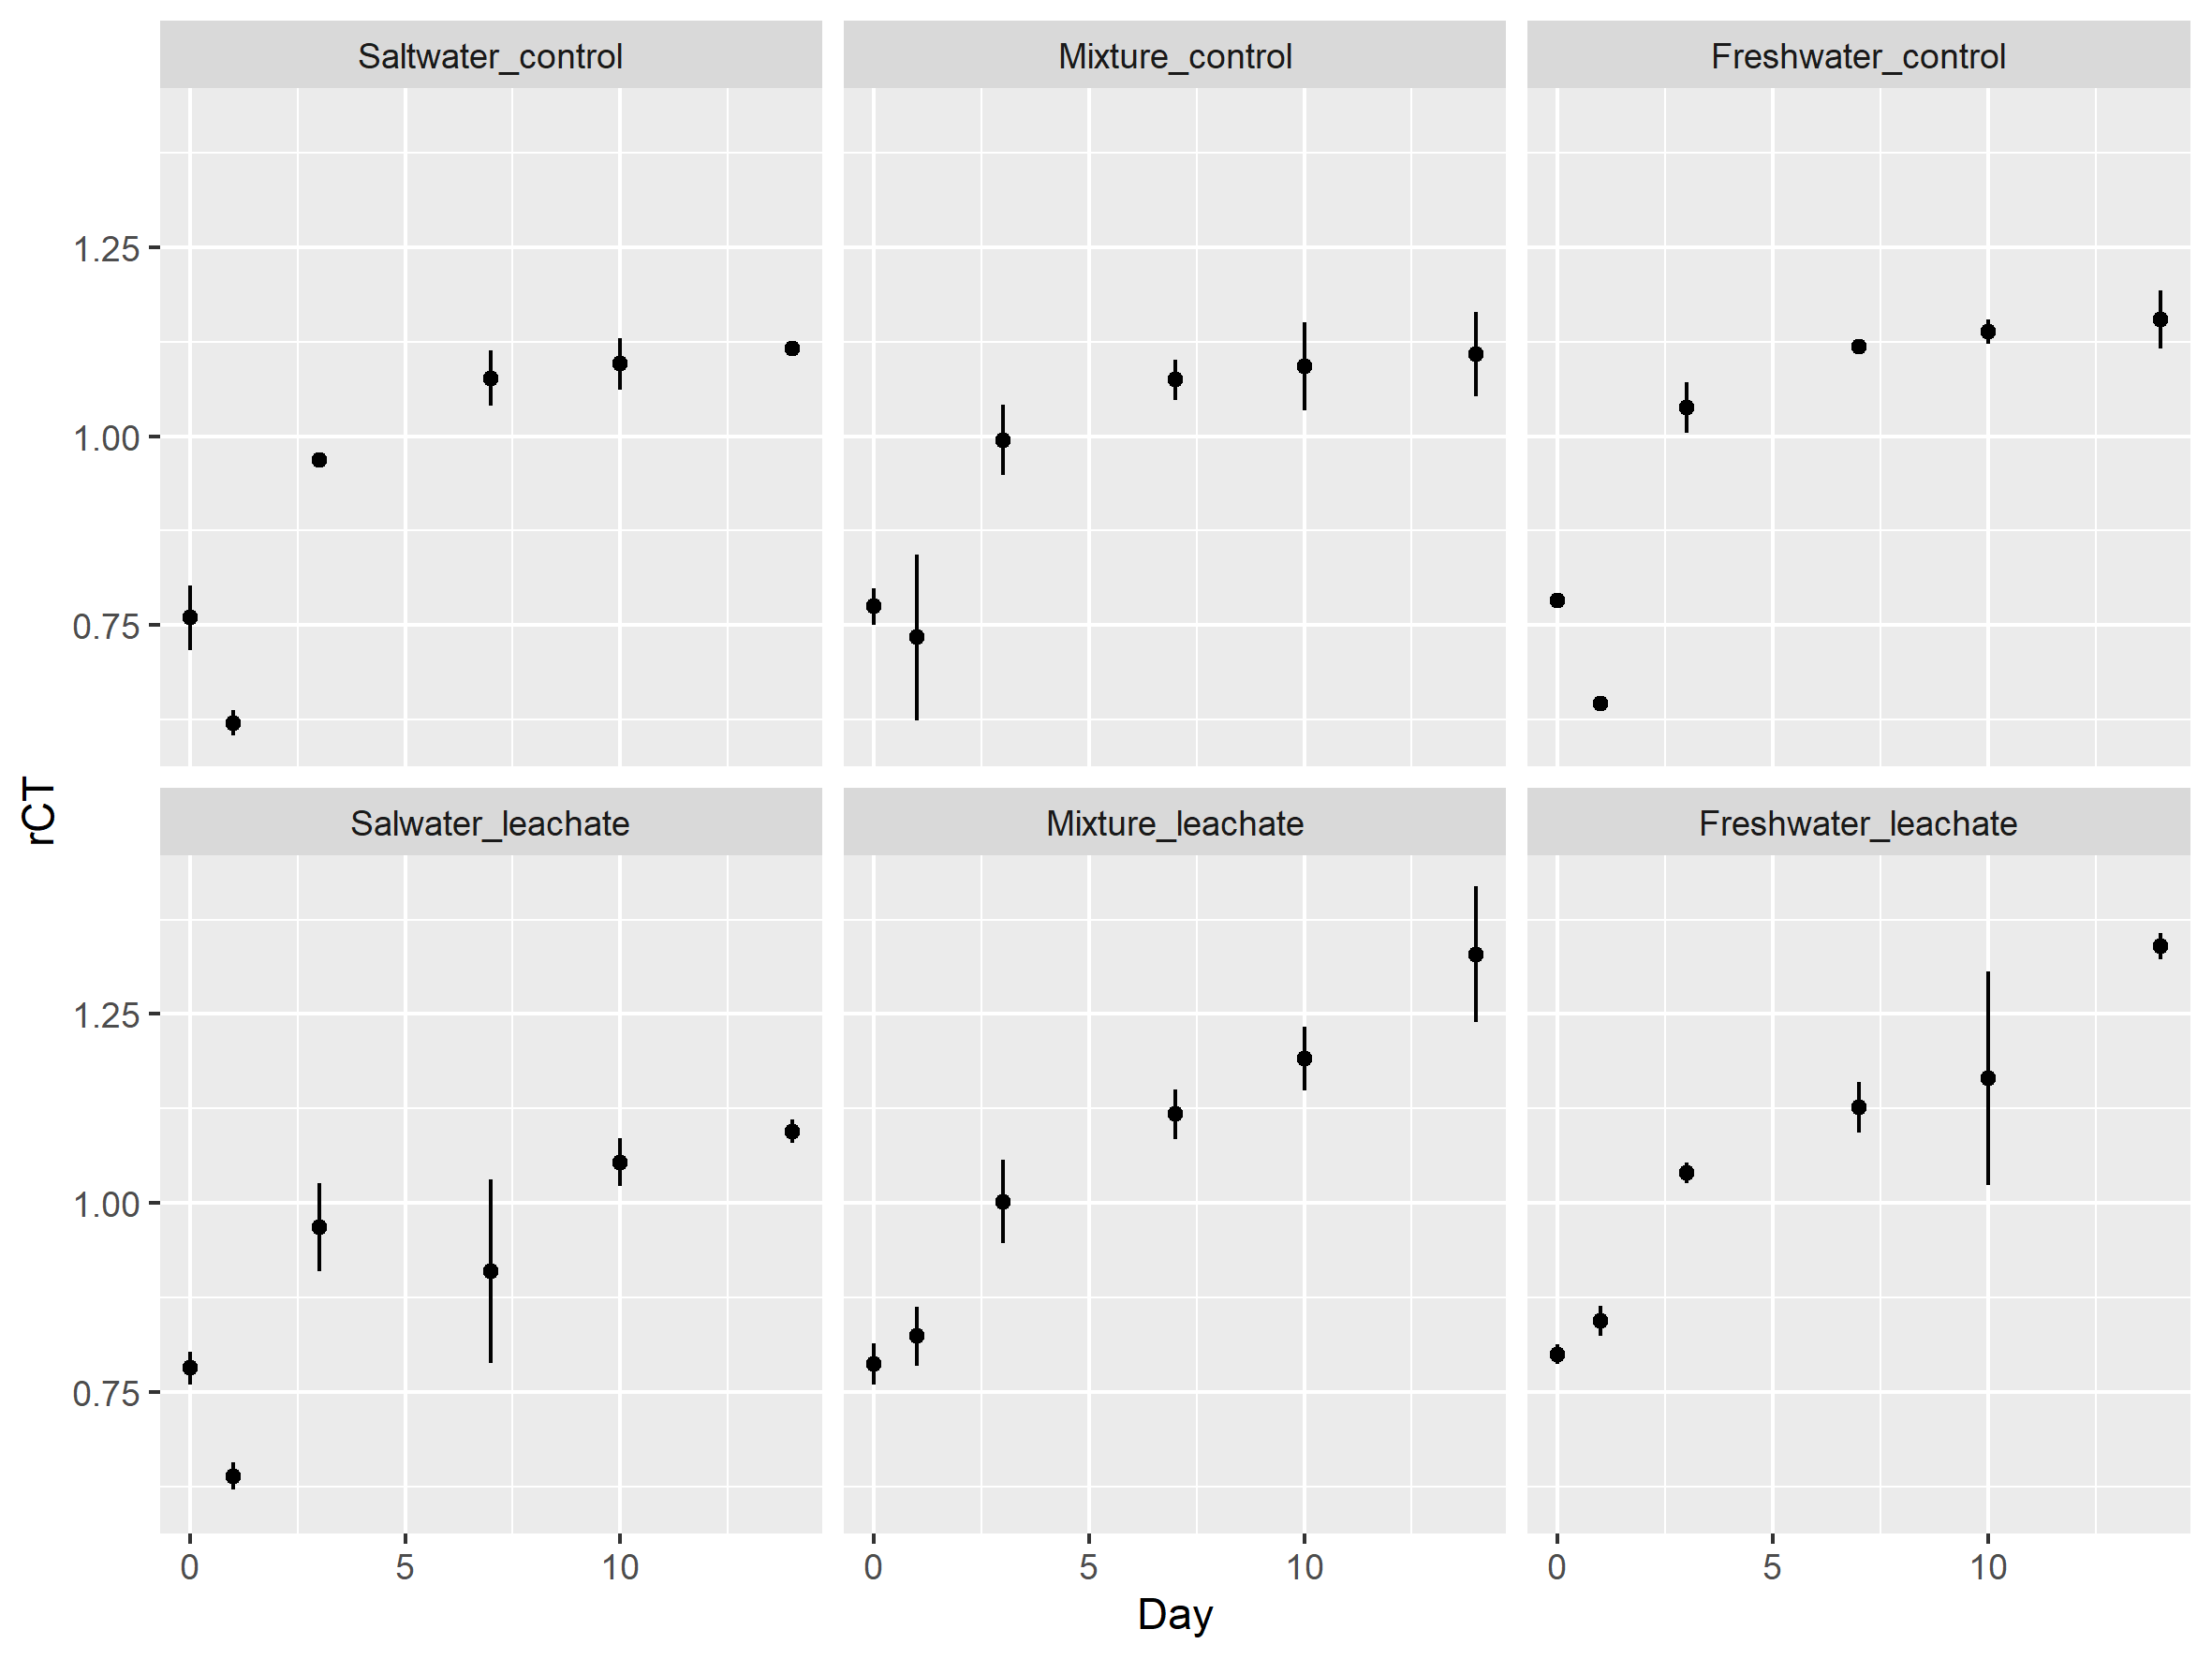 Saltwater_control Mixture_control Freshwater_control
1.25
1.00
0.75
rCT
Salwater_leachate Mixture_leachate Freshwater_leachate
1.25
1.00
0.75
0 5 10 0 5 10 0 5 10
Day